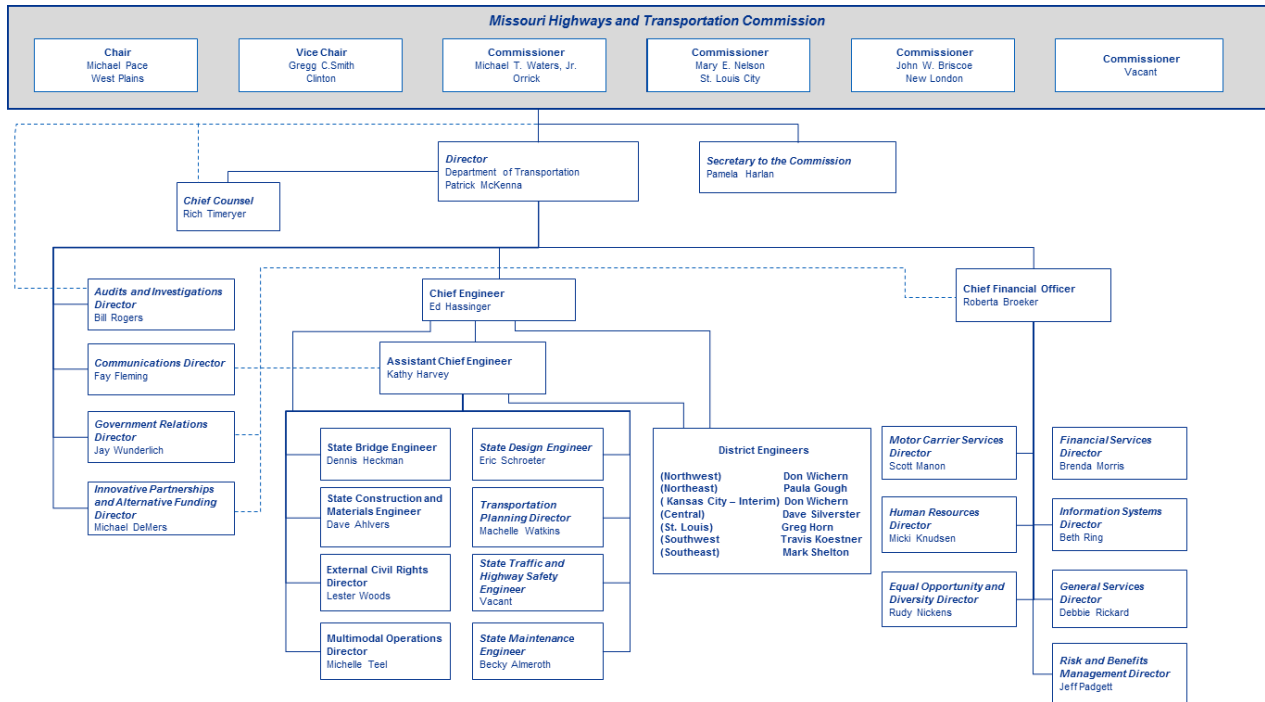 Missouri Highways and Transportation Commission
Chair
Michael Pace
West Plains
Vice Chair
Gregg C.Smith
Clinton
Commissioner
Michael T. Waters, Jr.
Orrick
Commissioner
Mary E. Nelson
St. Louis City
Commissioner
John W. Briscoe
New London
Commissioner
Vacant
Director
Department of Transportation
Patrick McKenna
Secretary to the Commission
Pamela Harlan
Chief Counsel
Rich Timeryer
Audits and Investigations
Director
Bill Rogers
Chief Engineer
Ed Hassinger
Chief Financial Officer
Roberta Broeker
Communications Director
Fay Fleming
Assistant Chief Engineer
Kathy Harvey
Government Relations
Director
Jay Wunderlich
Innovative Partnerships
and Alternative Funding
Director
Michael DeMers
State Bridge Engineer
Dennis Heckman
State Design Engineer
Eric Schroeter
State Construction and
Materials Engineer
Dave Ahlvers
Transportation
Planning Director
Machelle Watkins
External Civil Rights
Director
Lester Woods
State Traffic and
Highway Safety
Engineer
Vacant
Multimodal Operations
Director
Michelle Teel
State Maintenance
Engineer
Becky Almeroth
District Engineers
(Northwest) Don Wichern
(Northeast) Paula Gough
( Kansas City – Interim) Don Wichern
(Central) Dave Silverster
(St. Louis) Greg Horn
(Southwest Travis Koestner
(Southeast) Mark Shelton
Motor Carrier Services
Director
Scott Manon
Financial Services
Director
Brenda Morris
Human Resources
Director
Micki Knudsen
Information Systems
Director
Beth Ring
Equal Opportunity and
Diversity Director
Rudy Nickens
General Services
Director
Debbie Rickard
Risk and Benefits
Management Director
Jeff Padgett